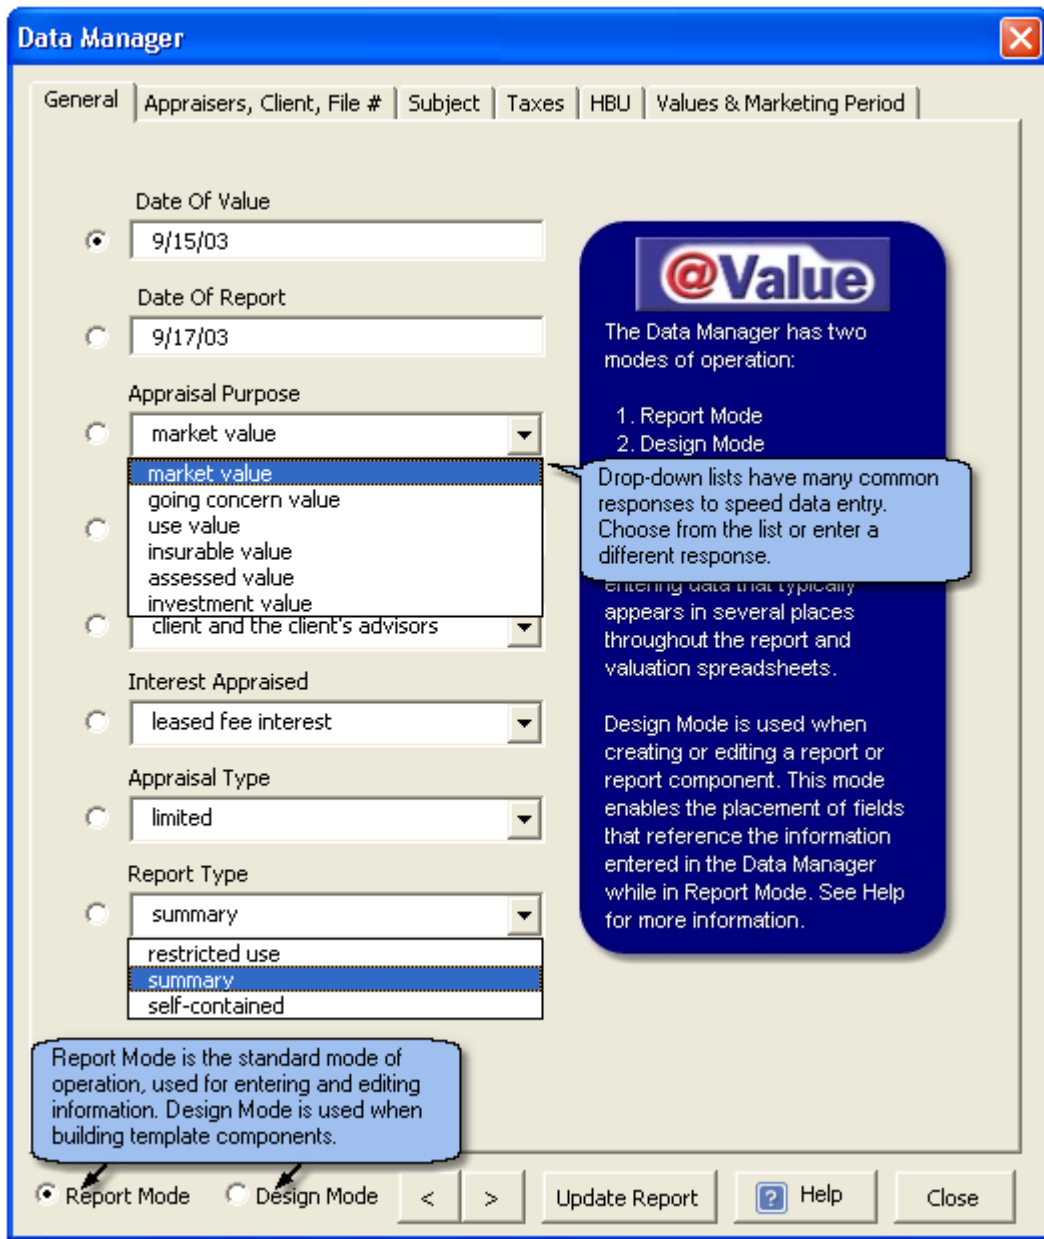 Data Manager
General
Appraisers, Client, File #
Subject
Taxes
HBU
Values & Marketing Period
Date Of Value
9/15/03
Date Of Report
9/17/03
Appraisal Purpose
market value
market value
going concern value
use value
insurable value
assessed value
investment value
client and the client's advisors
Interest Appraised
leased fee interest
Appraisal Type
limited
Report Type
summary
restricted use
summary
self-contained
@Value
The Data Manager has two
modes of operation:
1. Report Mode
2. Design Mode
Drop-down lists have many common
responses to speed data entry.
Choose from the list or enter a
different response.
entering data that typically
appears in several places
throughout the report and
valuation spreadsheets.
Design Mode is used when
creating or editing a report or
report component. This mode
enables the placement of fields
that reference the information
entered in the Data Manager
while in Report Mode. See Help
for more information.
Report Mode is the standard mode of
operation, used for entering and editing
information. Design Mode is used when
building template components.
Report Mode
Design Mode
<
>
Update Report
? Help
Close